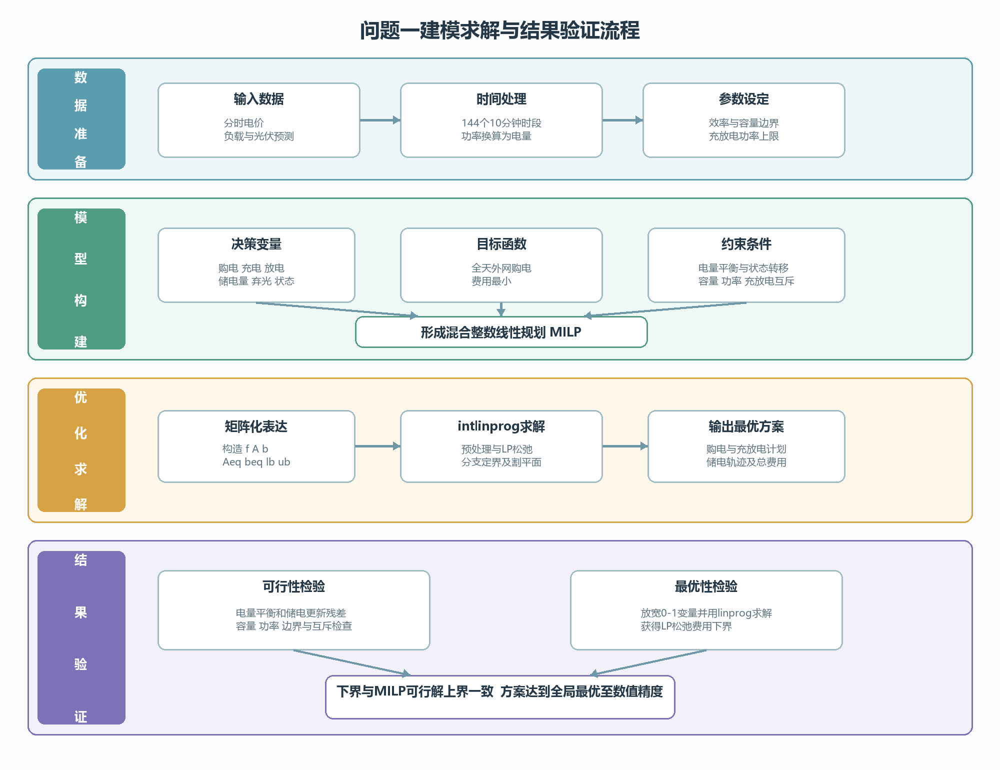 问题一建模求解与结果验证流程
数据准备
输入数据
分时电价
负载与光伏预测
时间处理
144个10分钟时段
功率换算为电量
参数设定
效率与容量边界
充放电功率上限
模型构建
决策变量
购电 充电 放电
储电量 弃光 状态
目标函数
全天外网购电
费用最小
约束条件
电量平衡与状态转移
容量 功率 充放电互斥
形成混合整数线性规划 MILP
优化求解
矩阵化表达
构造 f A b
Aeq beq lb ub
intlinprog求解
预处理与LP松弛
分支定界及割平面
输出最优方案
购电与充放电计划
储电轨迹及总费用
结果验证
可行性检验
电量平衡和储电更新残差
容量 功率 边界与互斥检查
最优性检验
放宽0-1变量并用linprog求解
获得LP松弛费用下界
下界与MILP可行解上界一致  方案达到全局最优至数值精度